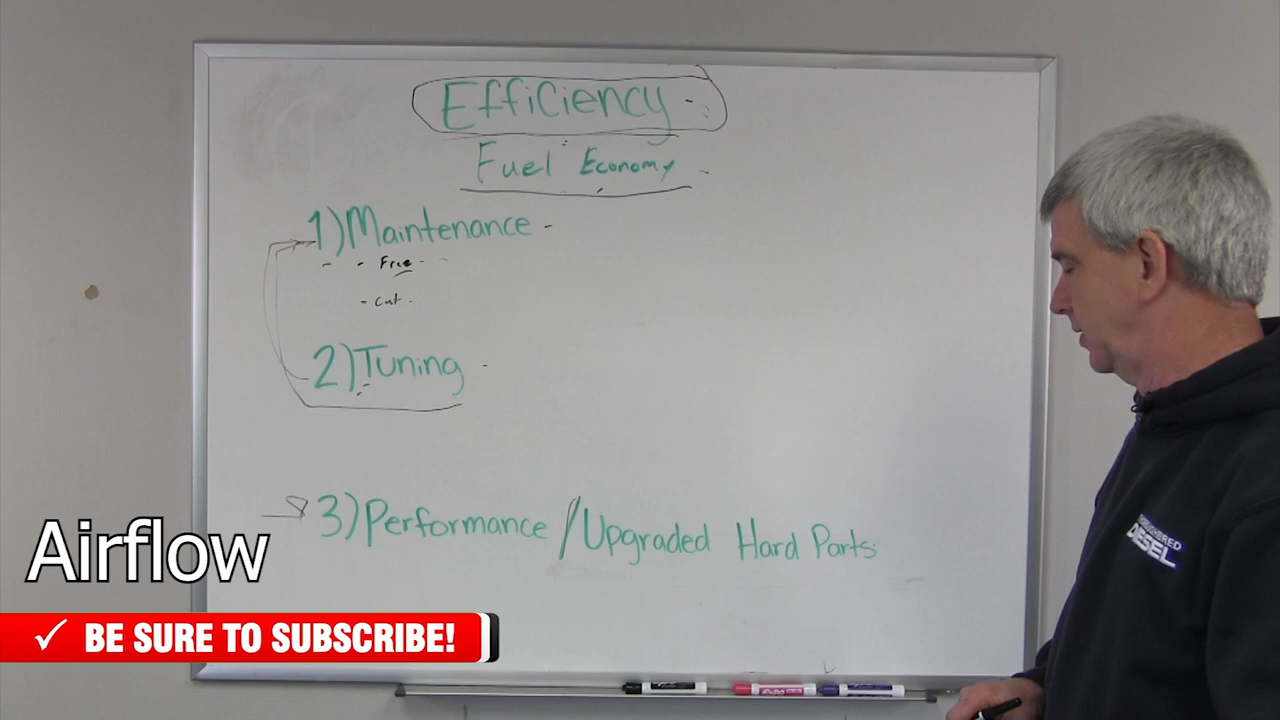 Efficiency
Fuel Economy
1) Maintenance -
- Free -
- Cost -
2) Tuning
3) Performance / Upgraded Hard Parts
Airflow
BE SURE TO SUBSCRIBE!
DIESEL